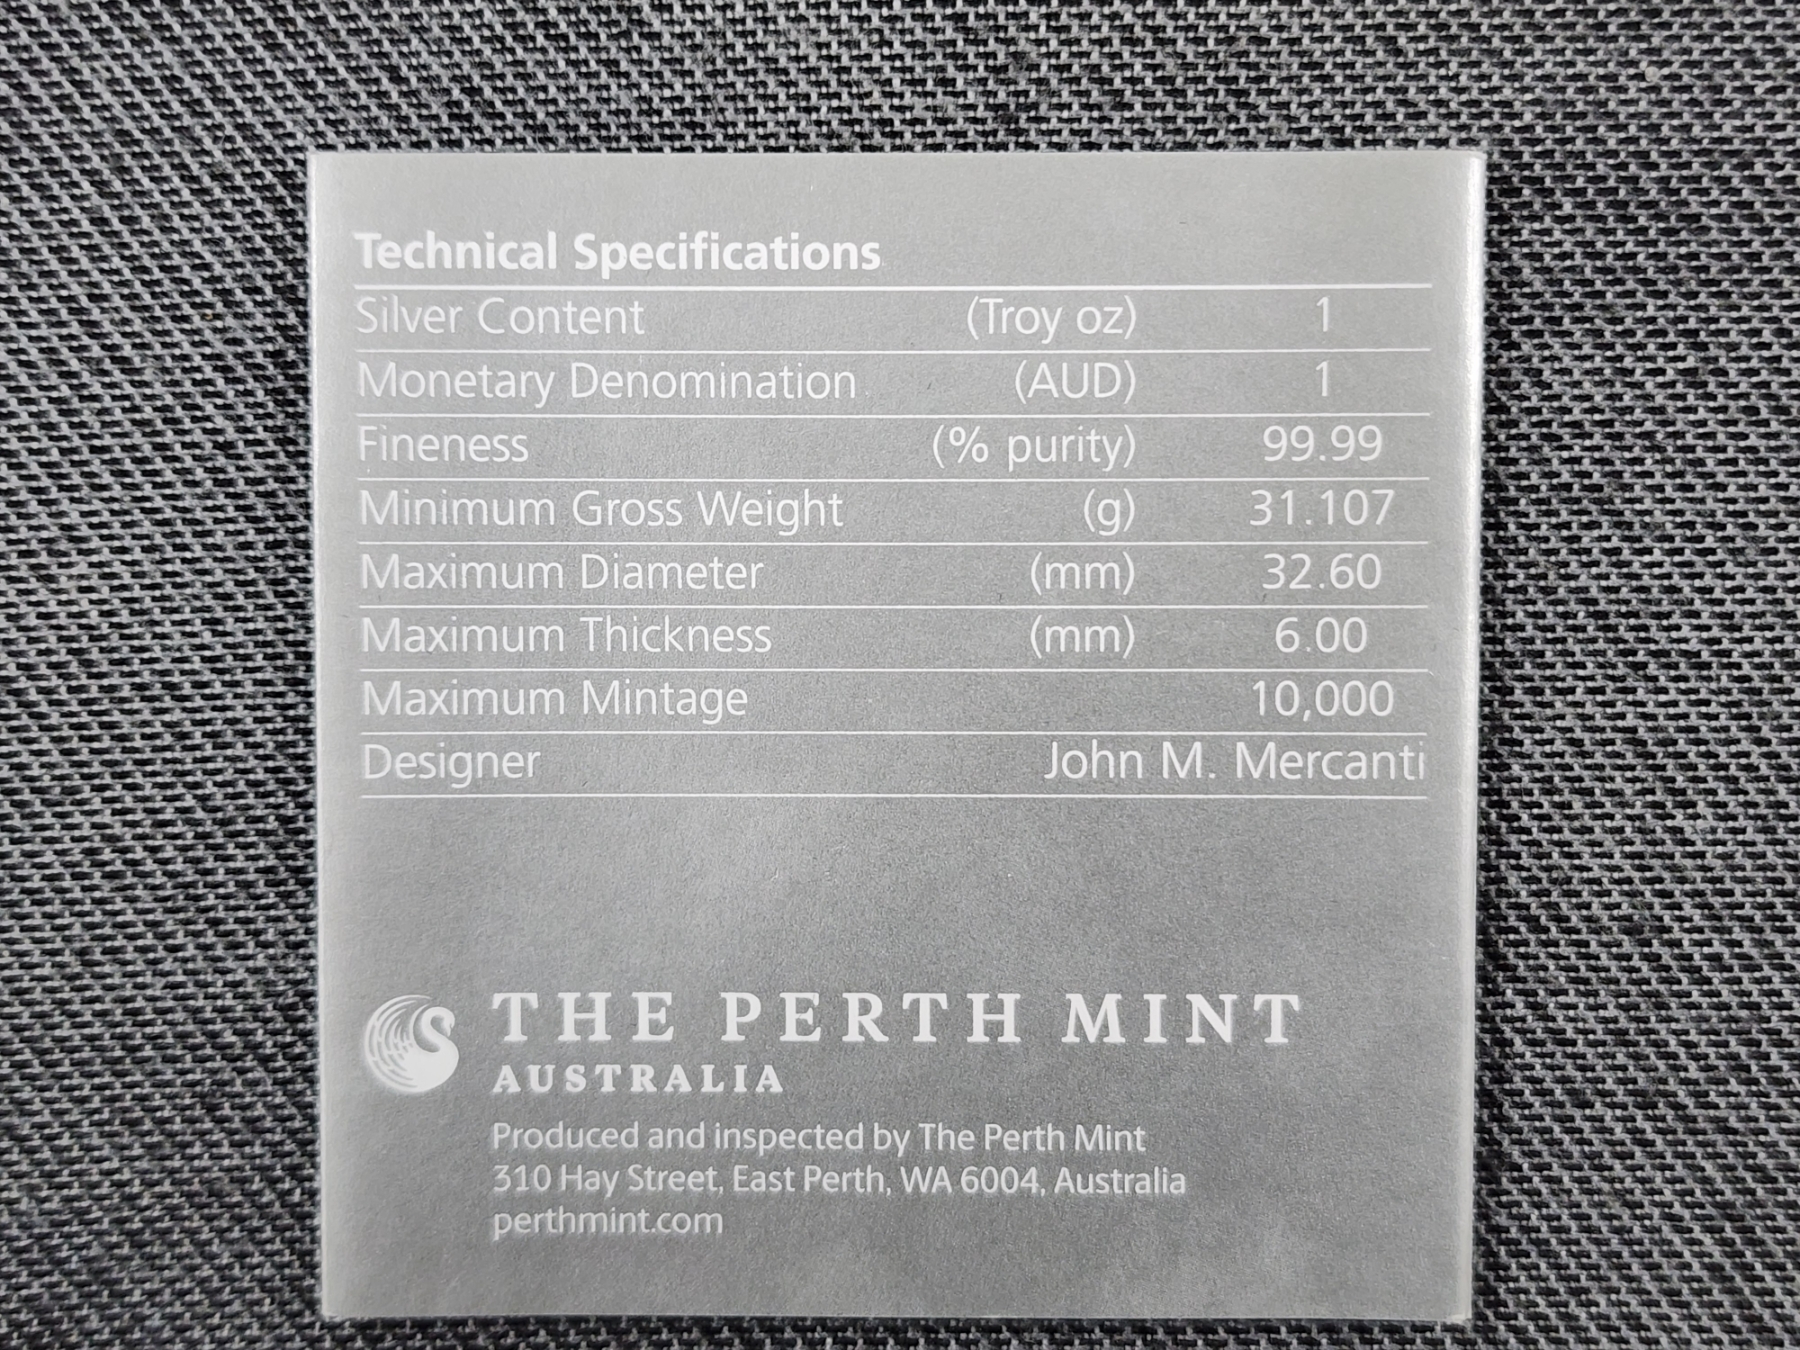 Technical Specifications
Silver Content (Troy oz) 1
Monetary Denomination (AUD) 1
Fineness (% purity) 99.99
Minimum Gross Weight (g) 31.107
Maximum Diameter (mm) 32.60
Maximum Thickness (mm) 6.00
Maximum Mintage 10,000
Designer John M. Mercanti
THE PERTH MINT
AUSTRALIA
Produced and inspected by The Perth Mint
310 Hay Street, East Perth, WA 6004, Australia
perthmint.com